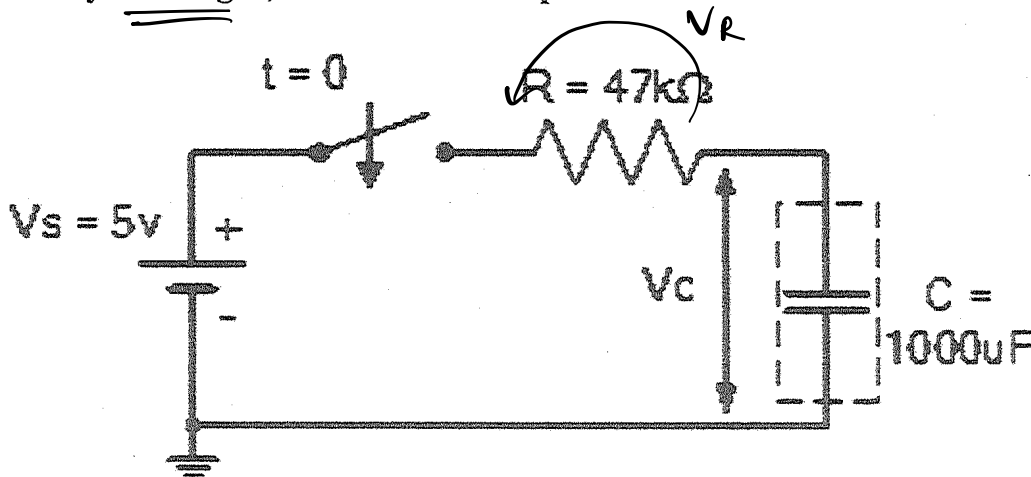 V_R
t = 0
R = 47kΩ
Vs = 5v
+
-
Vc
C =
1000uF